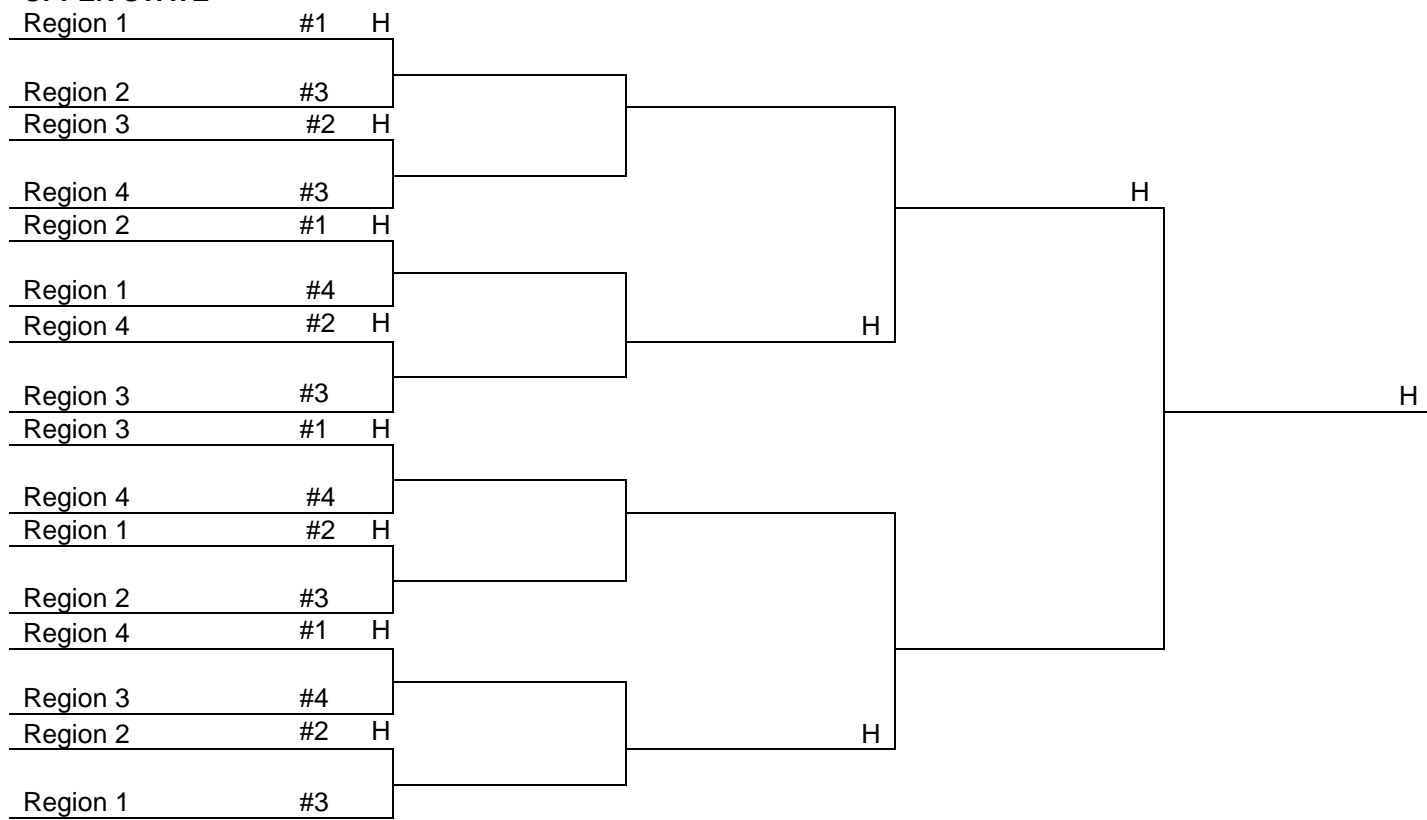 Region 1 #1 H
Region 2 #3
Region 3 #2 H
Region 4 #3 H
Region 2 #1 H
Region 1 #4
Region 4 #2 H H
Region 3 #3 H
Region 3 #1 H
Region 4 #4
Region 1 #2 H
Region 2 #3
Region 4 #1 H
Region 3 #4
Region 2 #2 H H
Region 1 #3